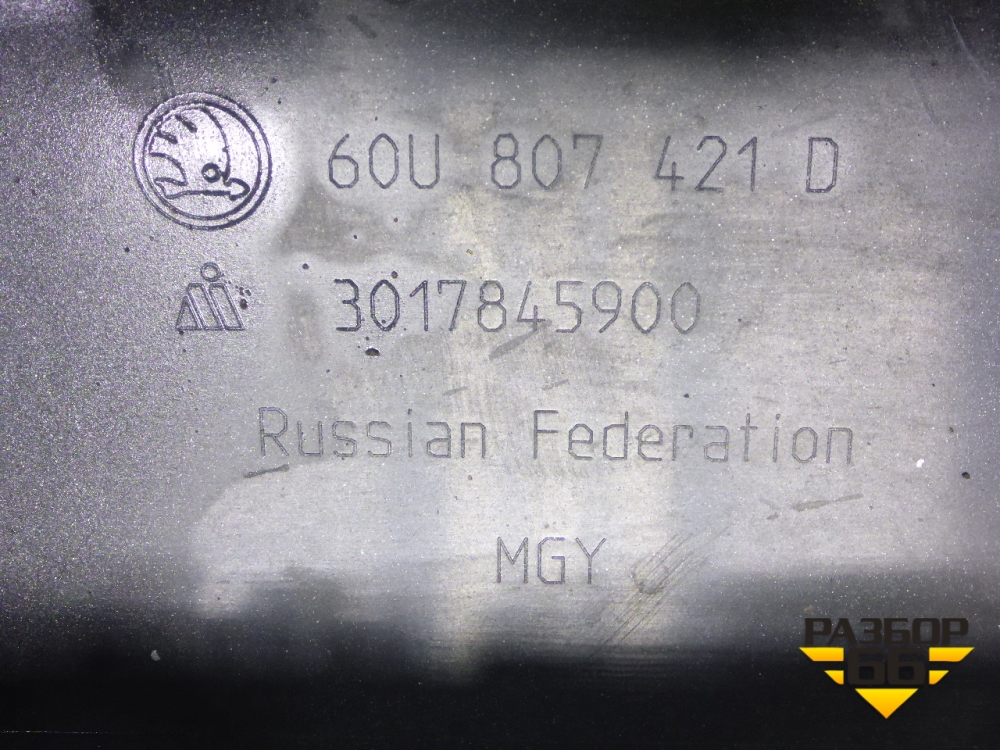 60U 807 421 D
3017845900
Russian Federation
MGY
РАЗБОР
66